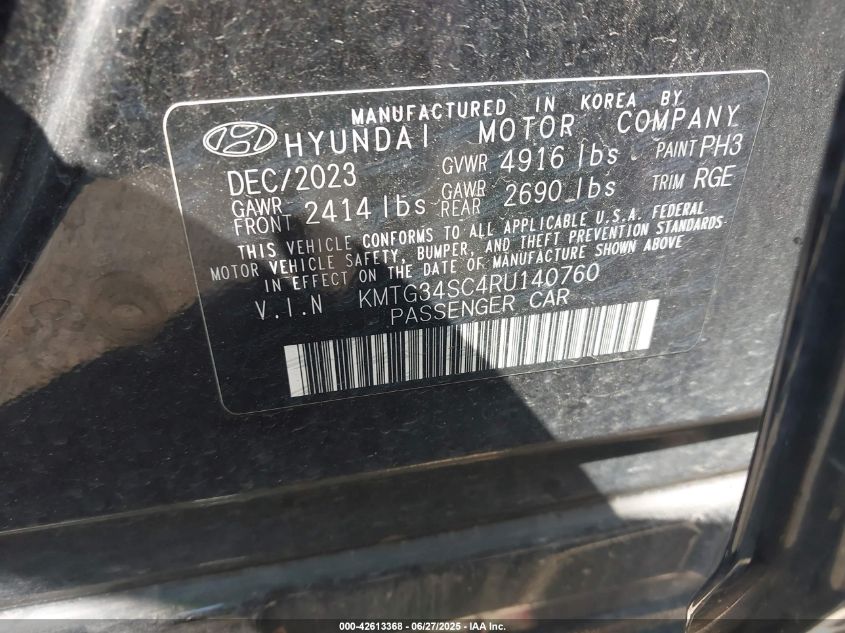 MANUFACTURED IN KOREA BY
HYUNDAI MOTOR COMPANY
DEC/2023 GVWR 4916 lbs PAINT PH3
GAWR FRONT 2414 lbs GAWR REAR 2690 lbs TRIM RGE
THIS VEHICLE CONFORMS TO ALL APPLICABLE U.S.A. FEDERAL
MOTOR VEHICLE SAFETY, BUMPER, AND THEFT PREVENTION STANDARDS
IN EFFECT ON THE DATE OF MANUFACTURE SHOWN ABOVE
V.I.N KMTG34SC4RU140760
PASSENGER CAR
000-42613368 - 06/27/2025 - IAA Inc.